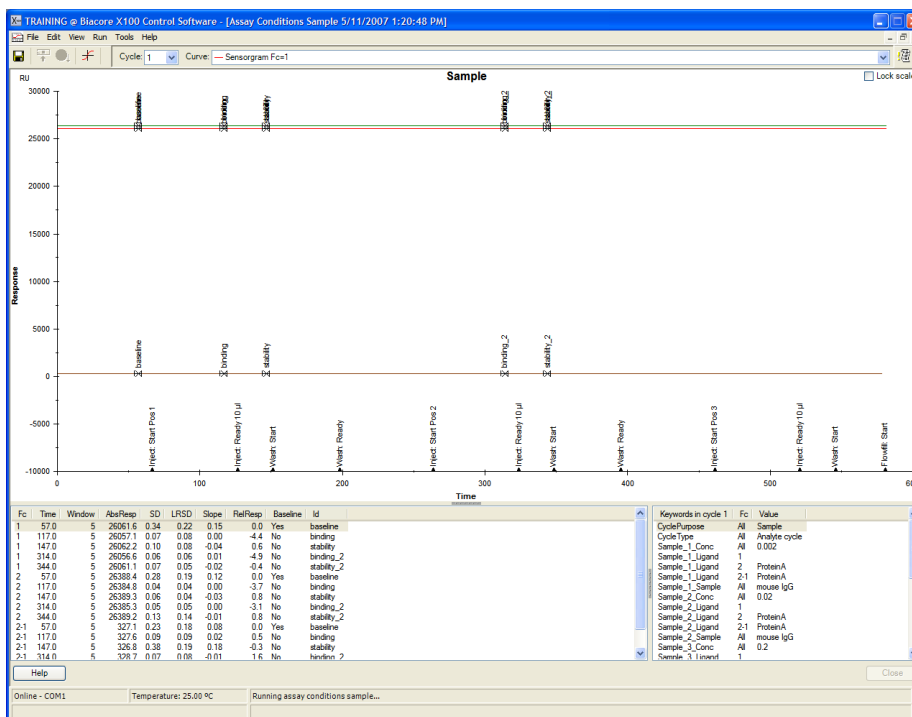 TRAINING @ Biacore X100 Control Software - [Assay Conditions Sample 5/11/2007 1:20:48 PM]
File Edit View Run Tools Help
Cycle: 1 Curve: — Sensorgram Fc=1
Sample
Lock scale
RU
30000
25000
20000
15000
10000
5000
0
-5000
-10000
Response
baseline
binding
stability
binding_2
stability_2
baseline
binding
stability
binding_2
stability_2
Inject: Start Pos 1
Inject: Ready 10 µl
Wash: Start
Wash: Ready
Inject: Start Pos 2
Inject: Ready 10 µl
Wash: Start
Wash: Ready
Inject: Start Pos 3
Inject: Ready 10 µl
Wash: Start
Flowfill: Start
0 100 200 300 400 500
Time
Fc Time Window AbsResp SD LRSD Slope RelResp Baseline Id
1 57.0 5 26061.6 0.34 0.22 0.15 0.0 Yes baseline
1 117.0 5 26057.1 0.07 0.08 0.00 -4.4 No binding
1 147.0 5 26062.2 0.10 0.08 -0.04 0.6 No stability
1 314.0 5 26056.6 0.06 0.06 0.01 -4.9 No binding_2
1 344.0 5 26061.1 0.07 0.05 -0.02 -0.4 No stability_2
2 57.0 5 26388.4 0.28 0.19 0.12 0.0 Yes baseline
2 117.0 5 26384.8 0.04 0.04 0.00 -3.7 No binding
2 147.0 5 26389.3 0.06 0.04 -0.03 0.8 No stability
2 314.0 5 26385.3 0.05 0.05 0.00 -3.1 No binding_2
2 344.0 5 26389.2 0.13 0.14 -0.01 0.8 No stability_2
2-1 57.0 5 327.1 0.23 0.18 0.08 0.0 Yes baseline
2-1 117.0 5 327.6 0.09 0.09 0.02 0.5 No binding
2-1 147.0 5 326.8 0.38 0.19 0.18 -0.3 No stability
2-1 314.0 5 328.7 0.07 0.08 -0.01 1.6 No binding_2
Keywords in cycle 1 Fc Value
CyclePurpose All Sample
CycleType All Analyte cycle
Sample_1_Conc All 0.002
Sample_1_Ligand 1
Sample_1_Ligand 2 ProteinA
Sample_1_Ligand 2-1 ProteinA
Sample_1_Sample All mouse IgG
Sample_2_Conc All 0.02
Sample_2_Ligand 1
Sample_2_Ligand 2 ProteinA
Sample_2_Ligand 2-1 ProteinA
Sample_2_Sample All mouse IgG
Sample_3_Conc All 0.2
Sample_3_Ligand 1
Help
Close
Online - COM1 Temperature: 25.00 ºC Running assay conditions sample...